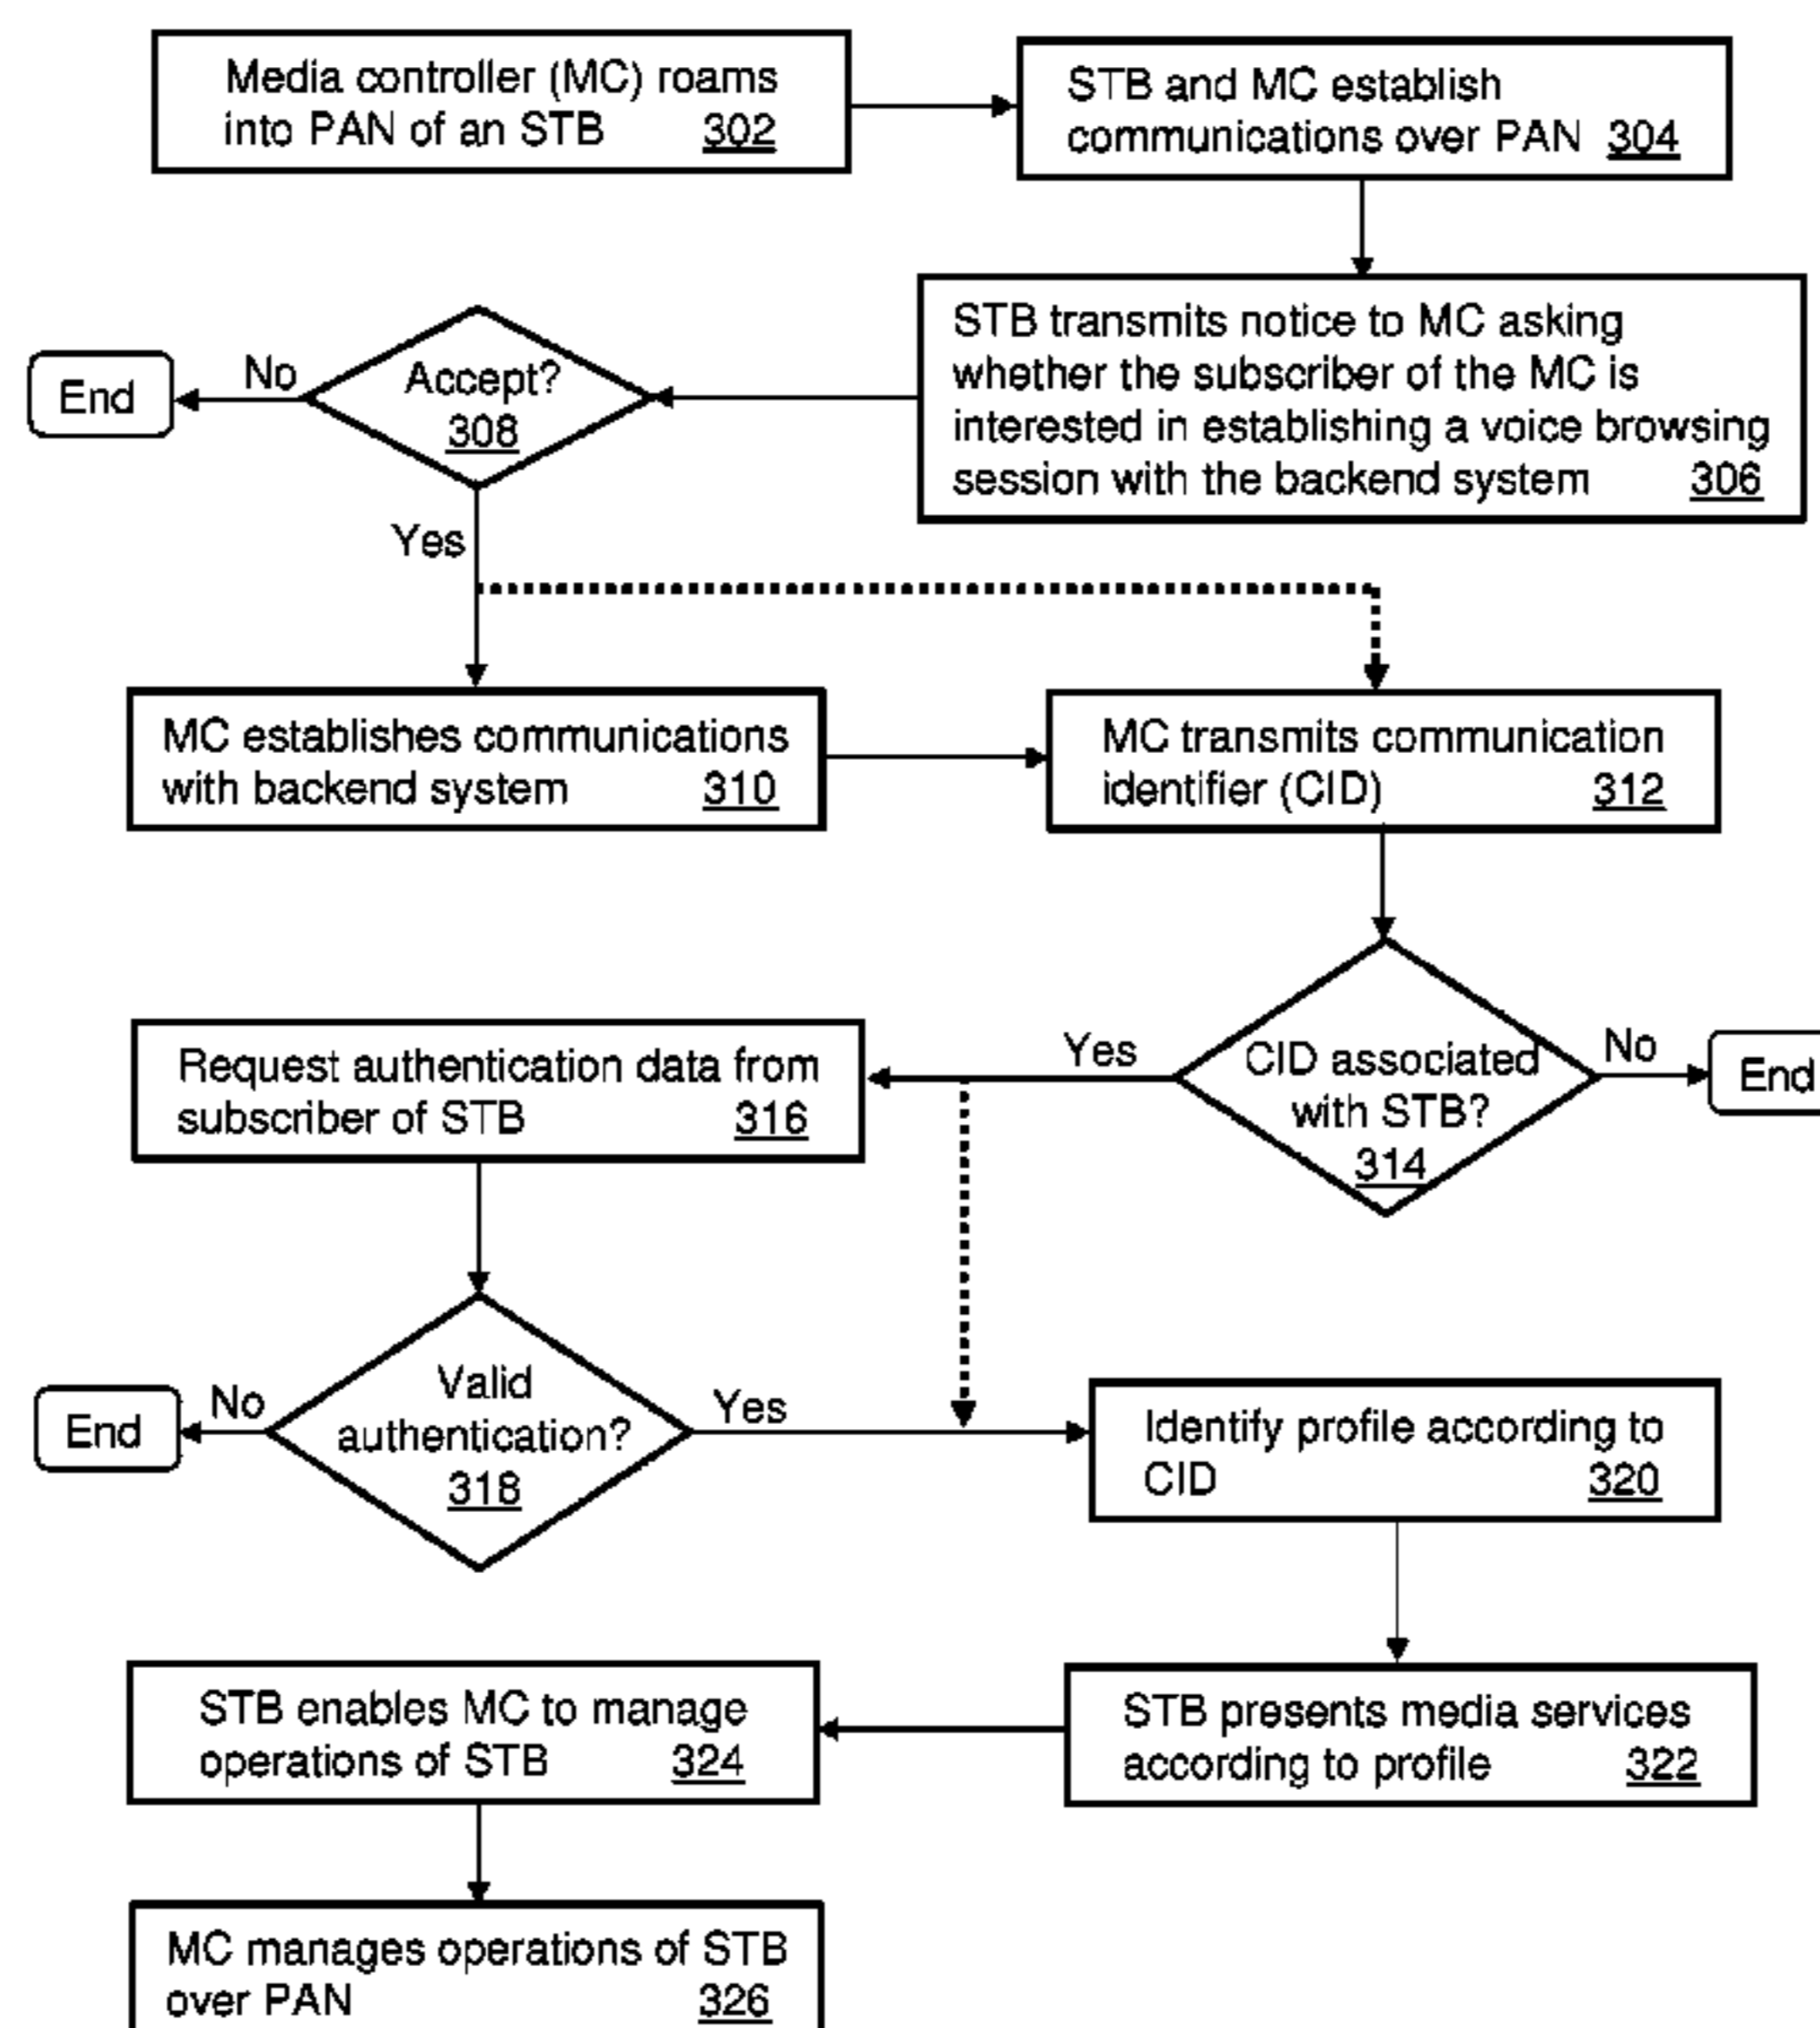 Media controller (MC) roams
into PAN of an STB 302
STB and MC establish
communications over PAN 304
STB transmits notice to MC asking
whether the subscriber of the MC is
interested in establishing a voice browsing
session with the backend system 306
Accept?
308
No
End
Yes
MC establishes communications
with backend system 310
MC transmits communication
identifier (CID) 312
CID associated
with STB?
314
No
End
Yes
Request authentication data from
subscriber of STB 316
Valid
authentication?
318
No
End
Yes
Identify profile according to
CID 320
STB presents media services
according to profile 322
STB enables MC to manage
operations of STB 324
MC manages operations of STB
over PAN 326